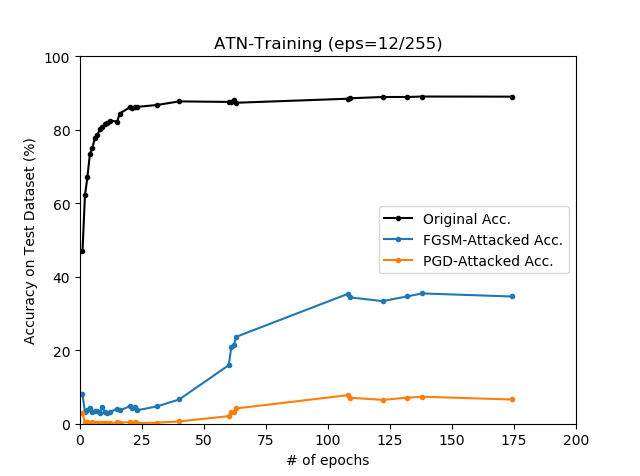 ATN-Training (eps=12/255)
Accuracy on Test Dataset (%)
100
80
60
40
20
0
Original Acc.
FGSM-Attacked Acc.
PGD-Attacked Acc.
0 25 50 75 100 125 150 175 200
# of epochs